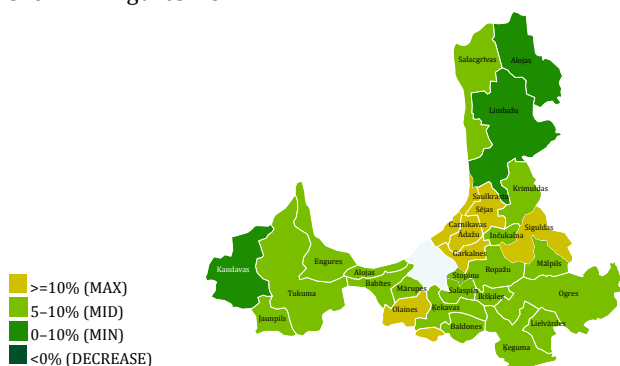 Salacgrīvas
Alojas
Limbažu
Krimuldas
Saulkrastu
Sējas
Siguldas
Carnikavas
Ādažu
Inčukalna
Garkalnes
Mālpils
Ropažu
Stopiņu
Kandavas
Engures
Alojas
Babītes
Mārupes
Salaspils
Ikšķiles
Ogres
Tukuma
Jaunpils
Olaines
Ķekavas
Baldones
Lielvārdes
Ķeguma
>=10% (MAX)
5–10% (MID)
0–10% (MIN)
<0% (DECREASE)